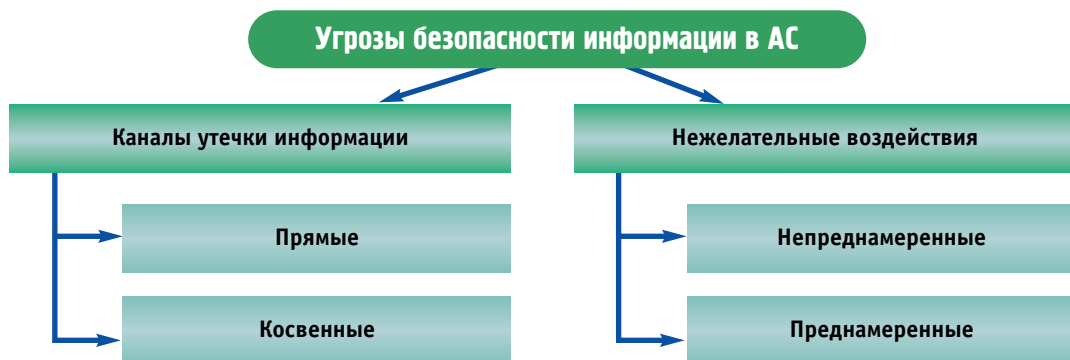 Угрозы безопасности информации в АС
Каналы утечки информации
Нежелательные воздействия
Прямые
Непреднамеренные
Косвенные
Преднамеренные